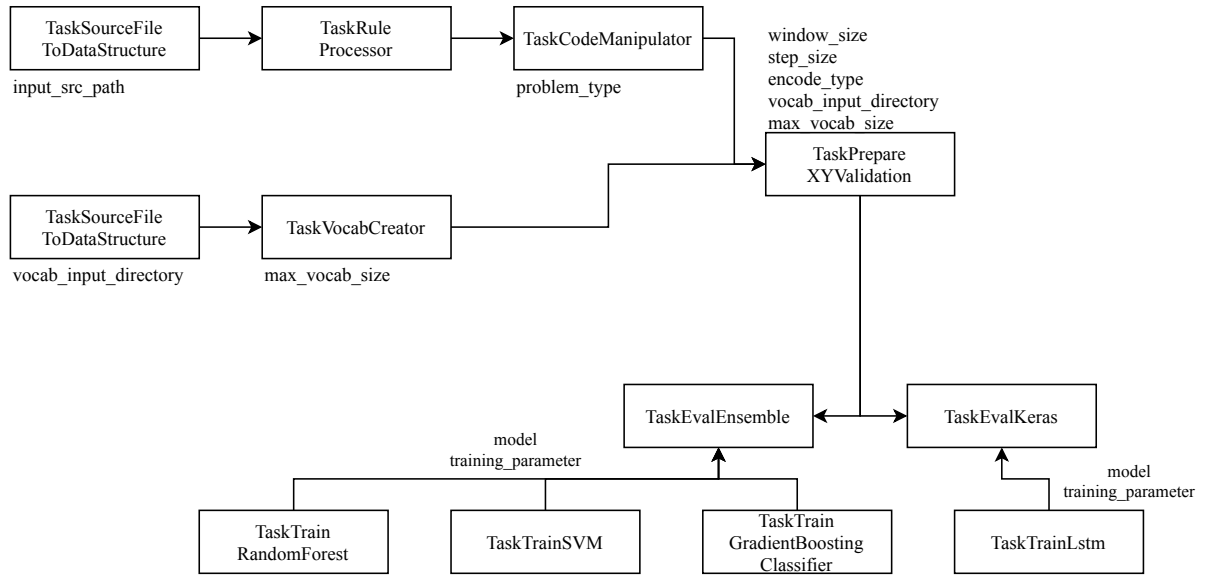 TaskSourceFile
ToDataStructure
input_src_path
TaskRule
Processor
TaskCodeManipulator
problem_type
window_size
step_size
encode_type
vocab_input_directory
max_vocab_size
TaskPrepare
XYValidation
TaskSourceFile
ToDataStructure
vocab_input_directory
TaskVocabCreator
max_vocab_size
TaskEvalEnsemble
TaskEvalKeras
model
training_parameter
model
training_parameter
TaskTrain
RandomForest
TaskTrainSVM
TaskTrain
GradientBoosting
Classifier
TaskTrainLstm